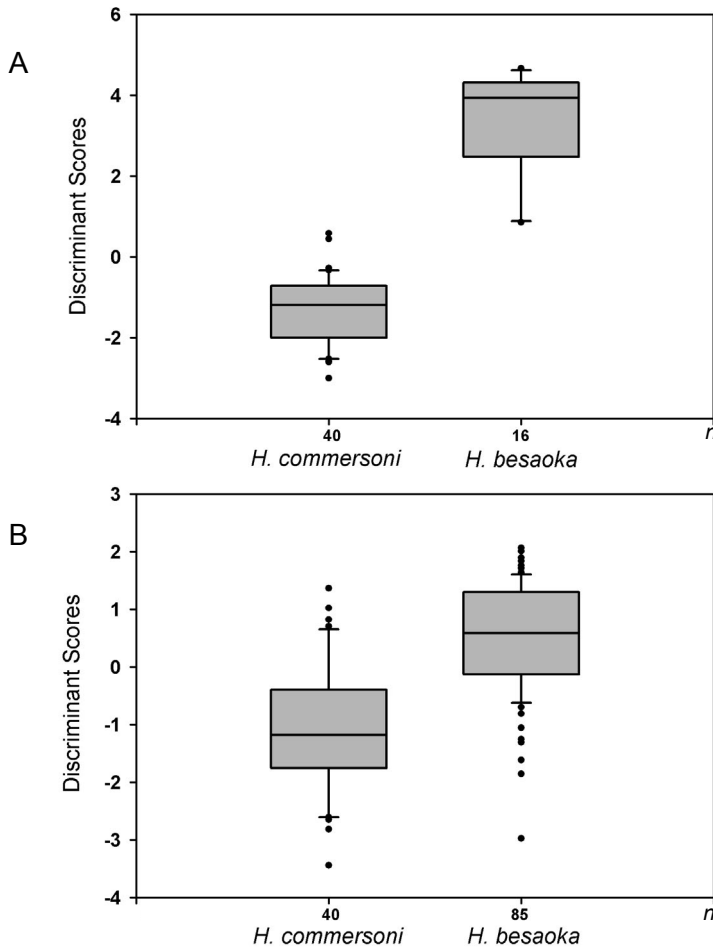 A
6
4
2
0
-2
-4
Discriminant Scores
40 16 n
H. commersoni H. besaoka
B
3
2
1
0
-1
-2
-3
-4
Discriminant Scores
40 85 n
H. commersoni H. besaoka